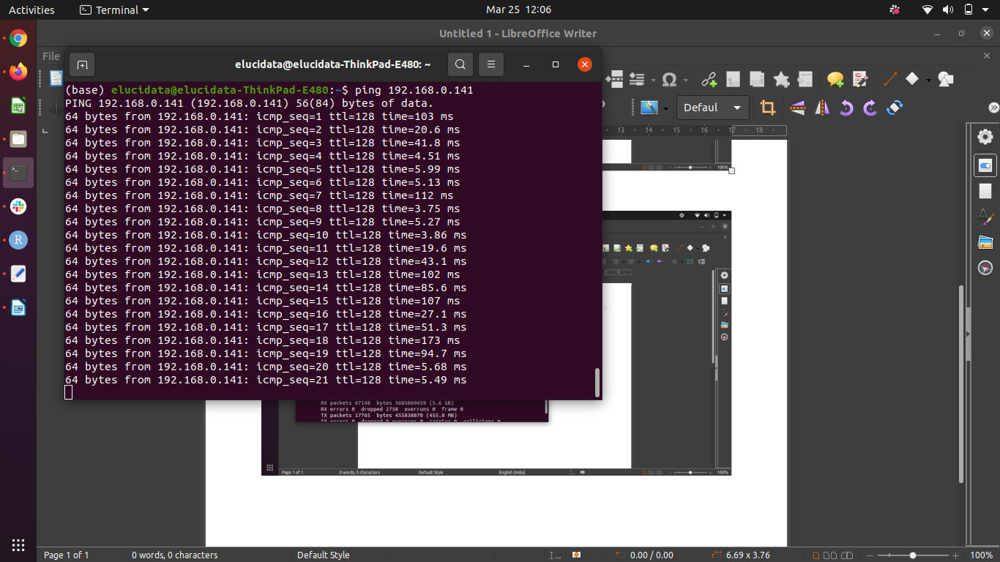 Activities
Terminal
Mar 25 12:06
Untitled 1 - LibreOffice Writer
File
elucidata@elucidata-ThinkPad-E480: ~
(base) elucidata@elucidata-ThinkPad-E480:~$ ping 192.168.0.141
PING 192.168.0.141 (192.168.0.141) 56(84) bytes of data.
64 bytes from 192.168.0.141: icmp_seq=1 ttl=128 time=103 ms
64 bytes from 192.168.0.141: icmp_seq=2 ttl=128 time=20.6 ms
64 bytes from 192.168.0.141: icmp_seq=3 ttl=128 time=41.8 ms
64 bytes from 192.168.0.141: icmp_seq=4 ttl=128 time=4.51 ms
64 bytes from 192.168.0.141: icmp_seq=5 ttl=128 time=5.99 ms
64 bytes from 192.168.0.141: icmp_seq=6 ttl=128 time=5.13 ms
64 bytes from 192.168.0.141: icmp_seq=7 ttl=128 time=112 ms
64 bytes from 192.168.0.141: icmp_seq=8 ttl=128 time=3.75 ms
64 bytes from 192.168.0.141: icmp_seq=9 ttl=128 time=5.27 ms
64 bytes from 192.168.0.141: icmp_seq=10 ttl=128 time=3.86 ms
64 bytes from 192.168.0.141: icmp_seq=11 ttl=128 time=19.6 ms
64 bytes from 192.168.0.141: icmp_seq=12 ttl=128 time=43.1 ms
64 bytes from 192.168.0.141: icmp_seq=13 ttl=128 time=102 ms
64 bytes from 192.168.0.141: icmp_seq=14 ttl=128 time=85.6 ms
64 bytes from 192.168.0.141: icmp_seq=15 ttl=128 time=107 ms
64 bytes from 192.168.0.141: icmp_seq=16 ttl=128 time=27.1 ms
64 bytes from 192.168.0.141: icmp_seq=17 ttl=128 time=51.3 ms
64 bytes from 192.168.0.141: icmp_seq=18 ttl=128 time=173 ms
64 bytes from 192.168.0.141: icmp_seq=19 ttl=128 time=94.7 ms
64 bytes from 192.168.0.141: icmp_seq=20 ttl=128 time=5.68 ms
64 bytes from 192.168.0.141: icmp_seq=21 ttl=128 time=5.49 ms
Defaul
13 14 15 16 17 18
100%
RX packets 67148 bytes 5685069659 (5.6 GB)
RX errors 0 dropped 2758 overruns 0 frame 0
TX packets 17765 bytes 455838870 (455.8 MB)
Page 1 of 1 0 words, 0 characters Default Style English (India) 100%
Page 1 of 1 0 words, 0 characters Default Style 0.00 / 0.00 6.69 x 3.76 100%